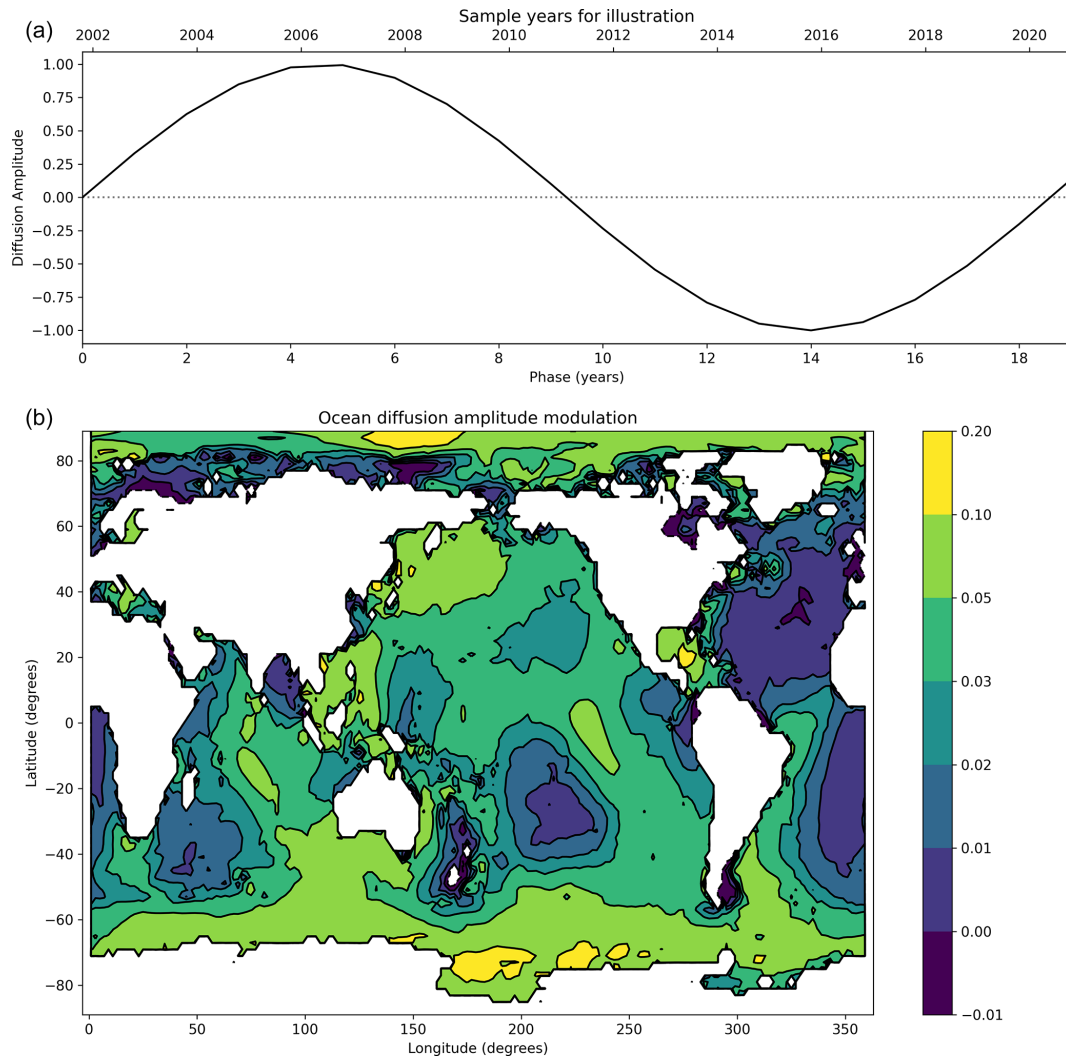 (a)
Sample years for illustration
2002 2004 2006 2008 2010 2012 2014 2016 2018 2020
1.00
0.75
0.50
0.25
0.00
−0.25
−0.50
−0.75
−1.00
Diffusion Amplitude
0 2 4 6 8 10 12 14 16 18
Phase (years)
(b)
Ocean diffusion amplitude modulation
80
60
40
20
0
−20
−40
−60
−80
Latitude (degrees)
0 50 100 150 200 250 300 350
Longitude (degrees)
0.20
0.10
0.05
0.03
0.02
0.01
0.00
−0.01